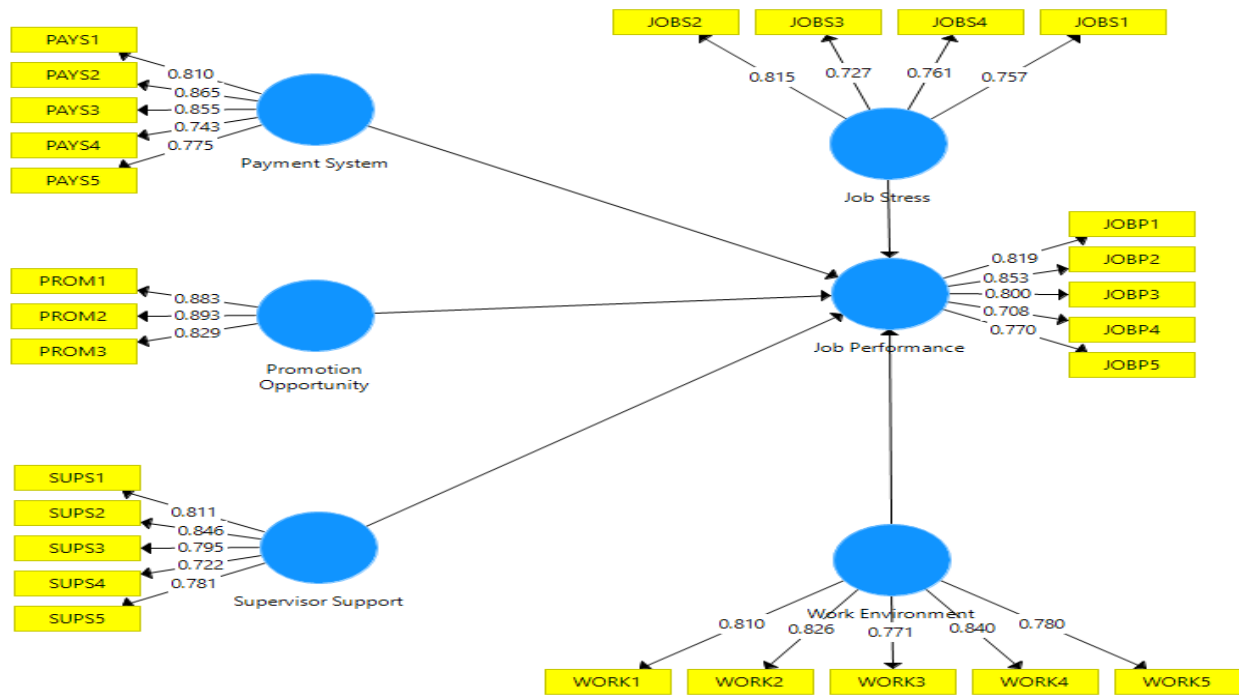 JOBS2 JOBS3 JOBS4 JOBS1
0.815 0.727 0.761 0.757
Job Stress
PAYS1
PAYS2
PAYS3
PAYS4
PAYS5
0.810
0.865
0.855
0.743
0.775
Payment System
PROM1
PROM2
PROM3
0.883
0.893
0.829
Promotion
Opportunity
JOBP1
JOBP2
JOBP3
JOBP4
JOBP5
0.819
0.853
0.800
0.708
0.770
Job Performance
SUPS1
SUPS2
SUPS3
SUPS4
SUPS5
0.811
0.846
0.795
0.722
0.781
Supervisor Support
Work Environment
0.810 0.826 0.771 0.840 0.780
WORK1 WORK2 WORK3 WORK4 WORK5